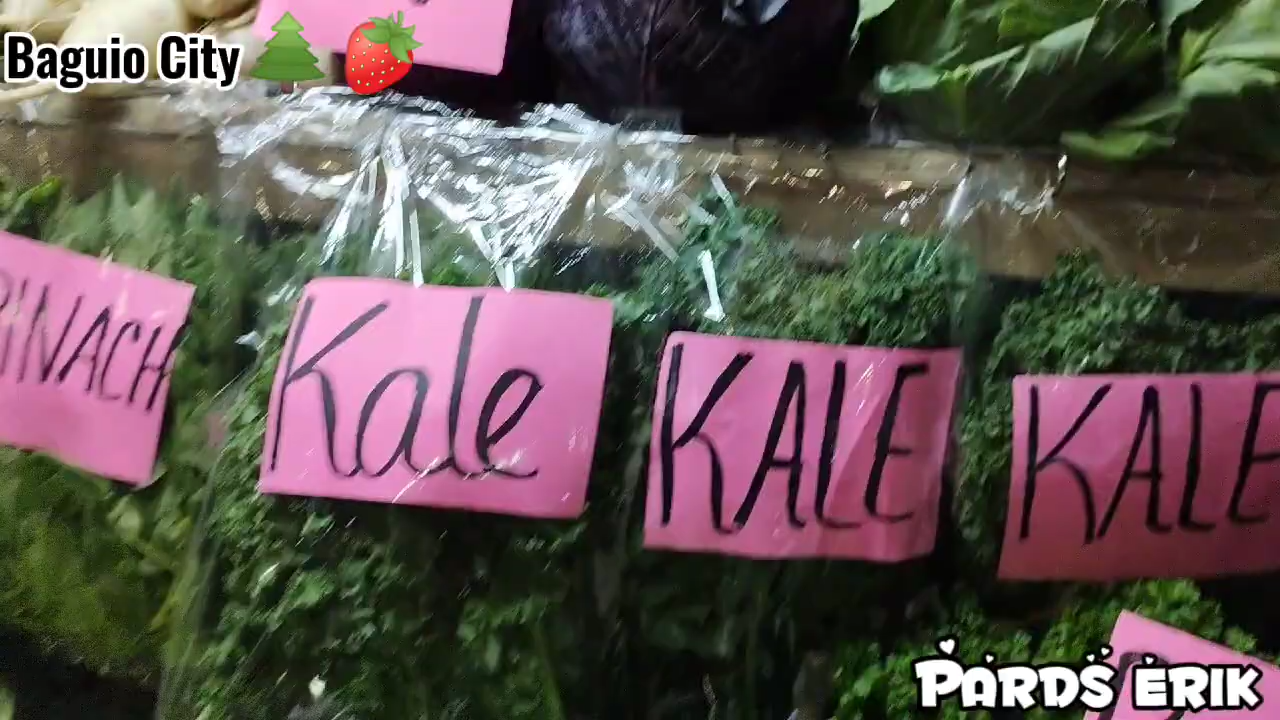 Baguio City
PINACH
Kale
KALE
KALE
PARDS ERIK